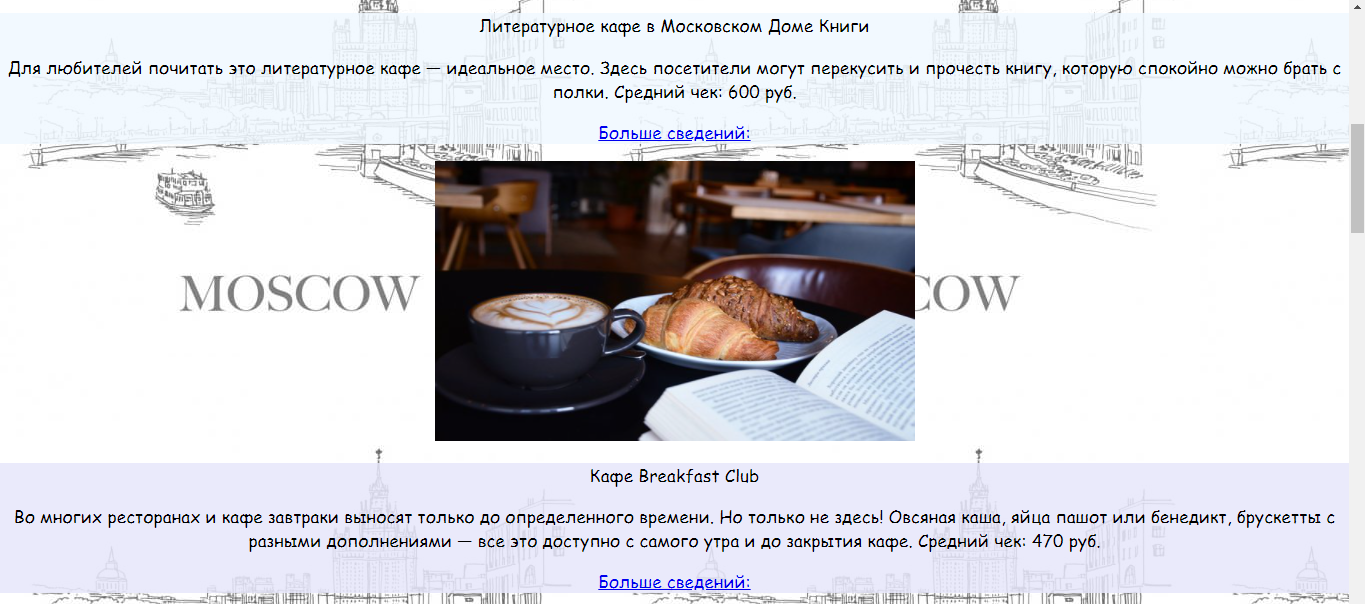 Литературное кафе в Московском Доме Книги
Для любителей почитать это литературное кафе — идеальное место. Здесь посетители могут перекусить и прочесть книгу, которую спокойно можно брать с
полки. Средний чек: 600 руб.
Больше сведений:
MOSCOW
COW
Кафе Breakfast Club
Во многих ресторанах и кафе завтраки выносят только до определенного времени. Но только не здесь! Овсяная каша, яйца пашот или бенедикт, брускетты с
разными дополнениями — все это доступно с самого утра и до закрытия кафе. Средний чек: 470 руб.
Больше сведений: